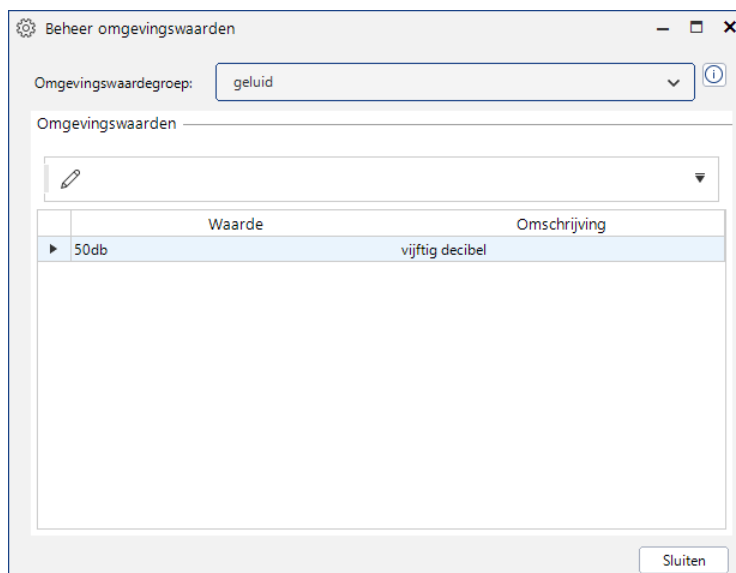 Beheer omgevingswaarden
Omgevingswaardegroep: geluid
Omgevingswaarden
Waarde Omschrijving
50db vijftig decibel
Sluiten